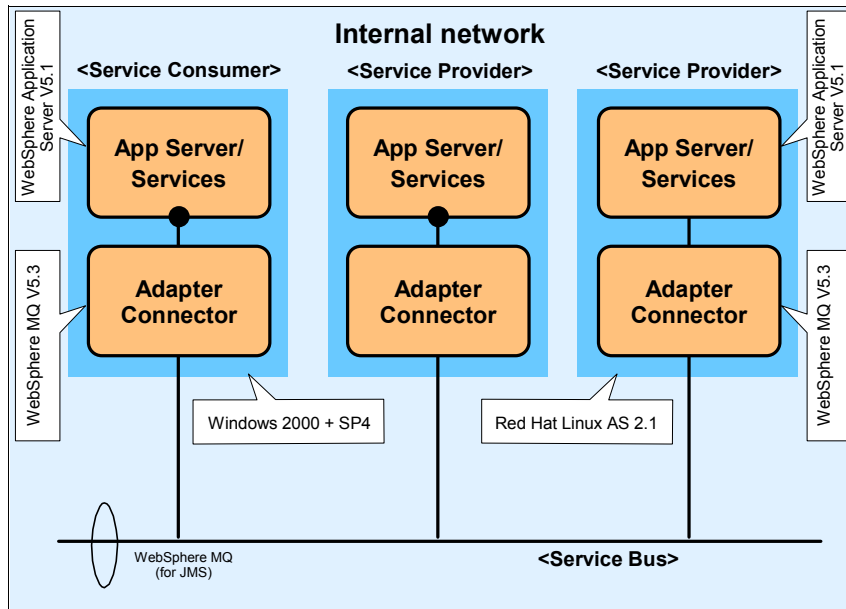 Internal network
<Service Consumer>
<Service Provider>
<Service Provider>
WebSphere Application
Server V5.1
App Server/
Services
App Server/
Services
App Server/
Services
WebSphere Application
Server V5.1
WebSphere MQ V5.3
Adapter
Connector
Adapter
Connector
Adapter
Connector
WebSphere MQ V5.3
Windows 2000 + SP4
Red Hat Linux AS 2.1
WebSphere MQ
(for JMS)
<Service Bus>